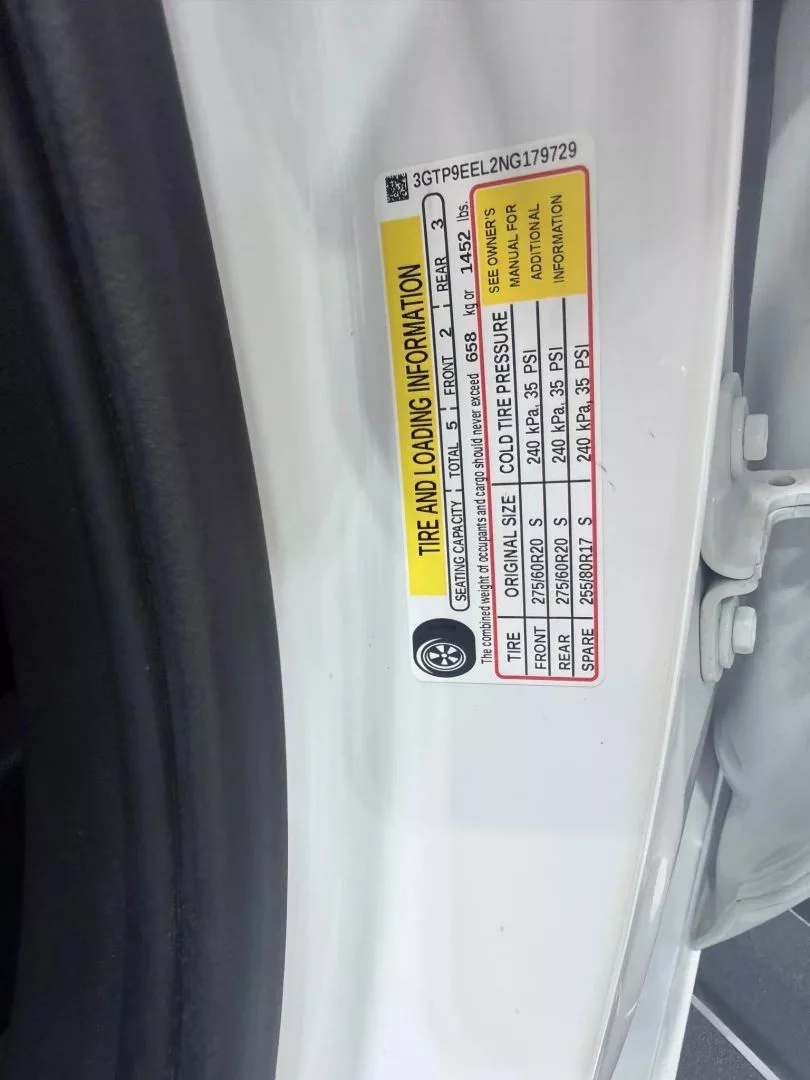 3GTP9EEL2NG179729
TIRE AND LOADING INFORMATION
SEATING CAPACITY TOTAL 5 FRONT 2 REAR 3
The combined weight of occupants and cargo should never exceed 658 kg or 1452 lbs.
TIRE ORIGINAL SIZE COLD TIRE PRESSURE
FRONT 275/60R20 S 240 kPa, 35 PSI
REAR 275/60R20 S 240 kPa, 35 PSI
SPARE 255/80R17 S 240 kPa, 35 PSI
SEE OWNER'S
MANUAL FOR
ADDITIONAL
INFORMATION